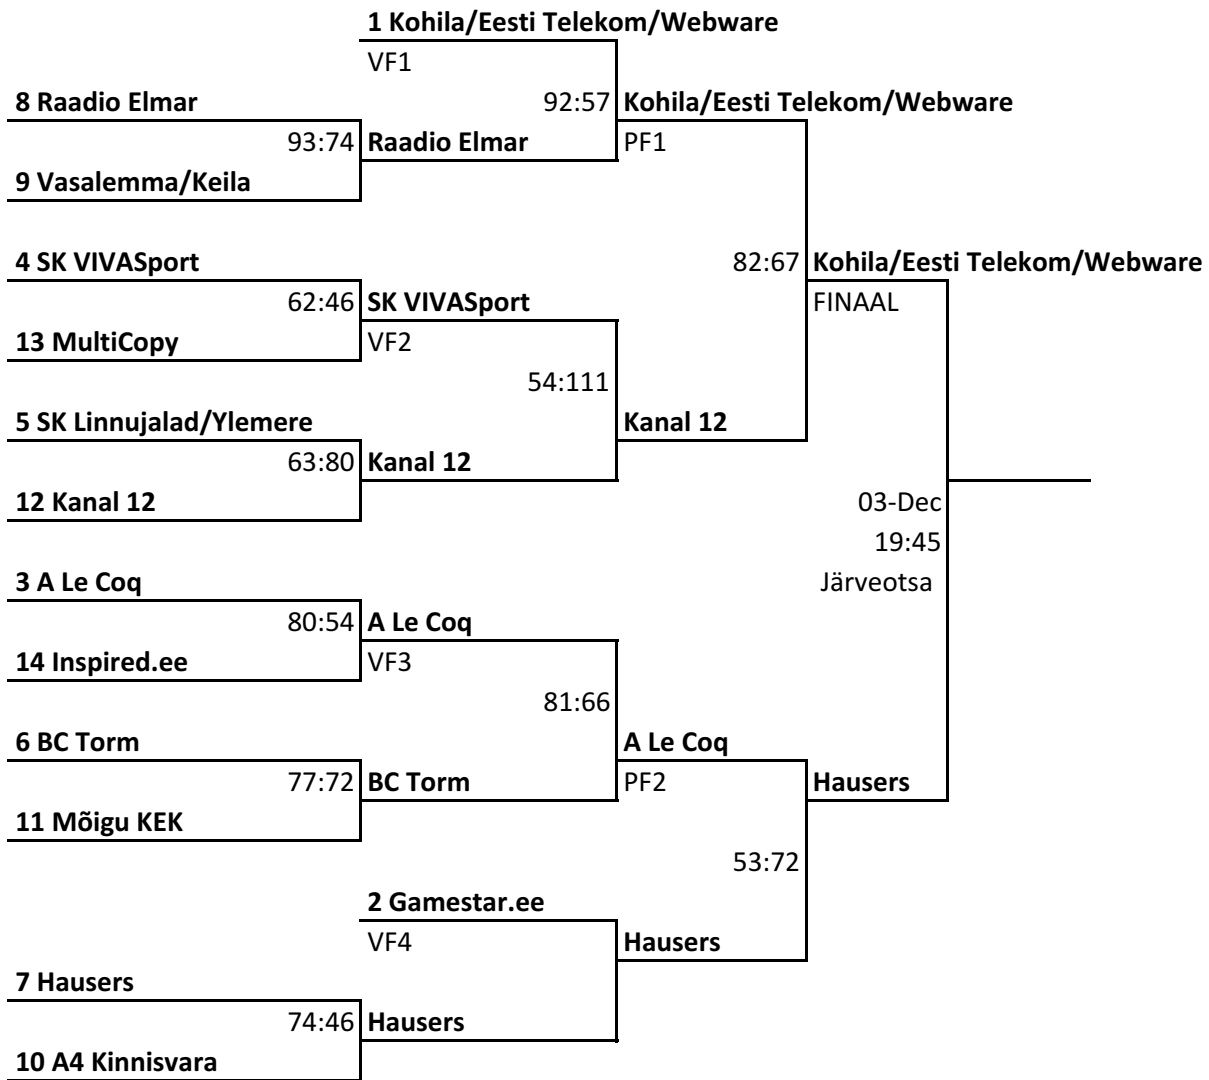 1 Kohila/Eesti Telekom/Webware
VF1
8 Raadio Elmar
92:57 Kohila/Eesti Telekom/Webware
93:74 Raadio Elmar
PF1
9 Vasalemma/Keila
4 SK VIVASport
82:67 Kohila/Eesti Telekom/Webware
62:46 SK VIVASport
FINAAL
13 MultiCopy
VF2
54:111
5 SK Linnujalad/Ylemere
Kanal 12
63:80 Kanal 12
12 Kanal 12
03-Dec
19:45
3 A Le Coq
Järveotsa
80:54 A Le Coq
14 Inspired.ee
VF3
81:66
6 BC Torm
A Le Coq
77:72 BC Torm
PF2
Hausers
11 Mõigu KEK
53:72
2 Gamestar.ee
VF4
Hausers
7 Hausers
74:46 Hausers
10 A4 Kinnisvara